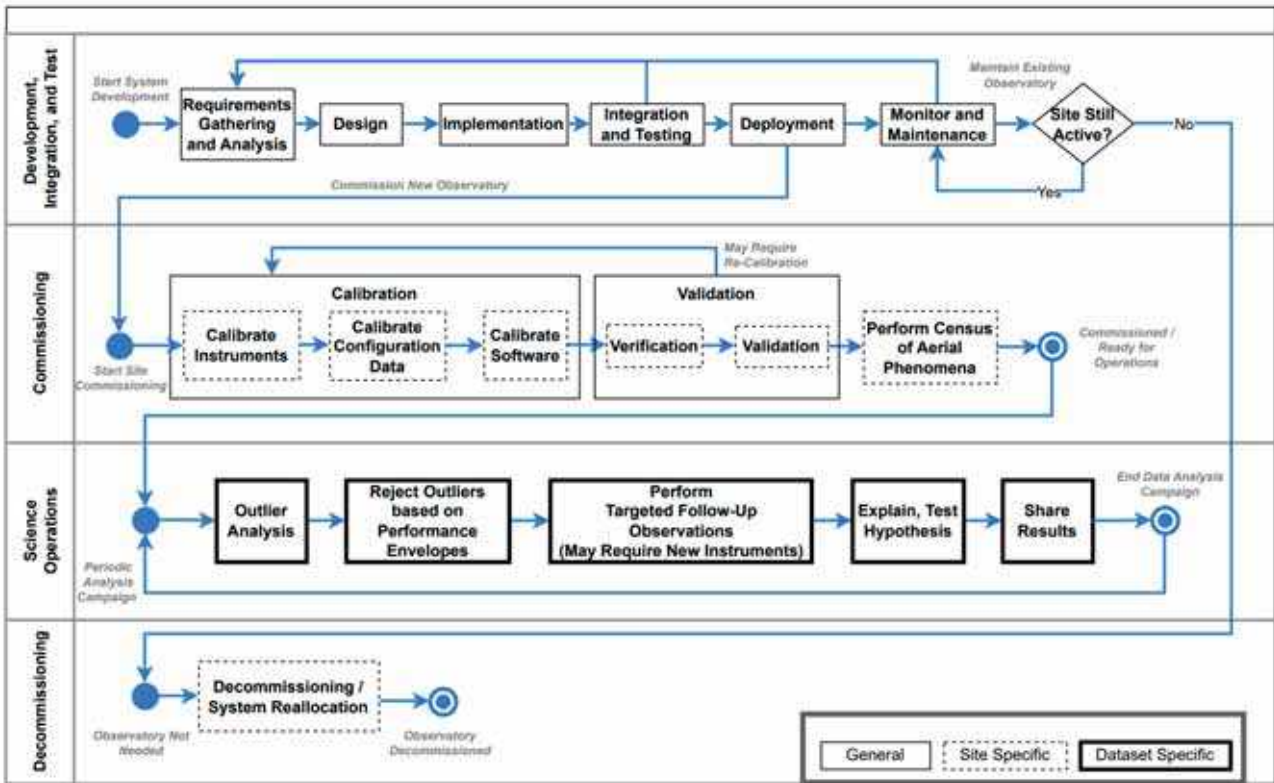 Development,
Integration, and Test
Start System
Development
Requirements
Gathering
and Analysis
Design
Implementation
Integration
and Testing
Deployment
Monitor and
Maintenance
Maintain Existing
Observatory
Site Still
Active?
No
Yes
Commission New Observatory
Commissioning
Start Site
Commissioning
Calibration
Calibrate
Instruments
Calibrate
Configuration
Data
Calibrate
Software
May Require
Re-Calibration
Validation
Verification
Validation
Perform Census
of Aerial
Phenomena
Commissioned /
Ready for
Operations
Science
Operations
Periodic
Analysis
Campaign
Outlier
Analysis
Reject Outliers
based on
Performance
Envelopes
Perform
Targeted Follow-Up
Observations
(May Require New Instruments)
Explain, Test
Hypothesis
Share
Results
End Data Analysis
Campaign
Decommissioning
Observatory Not
Needed
Decommissioning /
System Reallocation
Observatory
Decommissioned
General
Site Specific
Dataset Specific